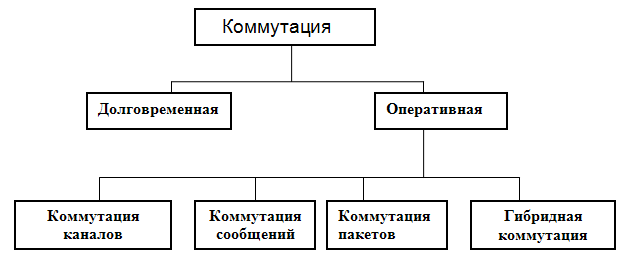 Коммутация
Долговременная
Оперативная
Коммутация
каналов
Коммутация
сообщений
Коммутация
пакетов
Гибридная
коммутация